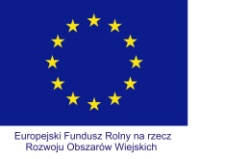 Europejski Fundusz Rolny na rzecz
Rozwoju Obszarów Wiejskich